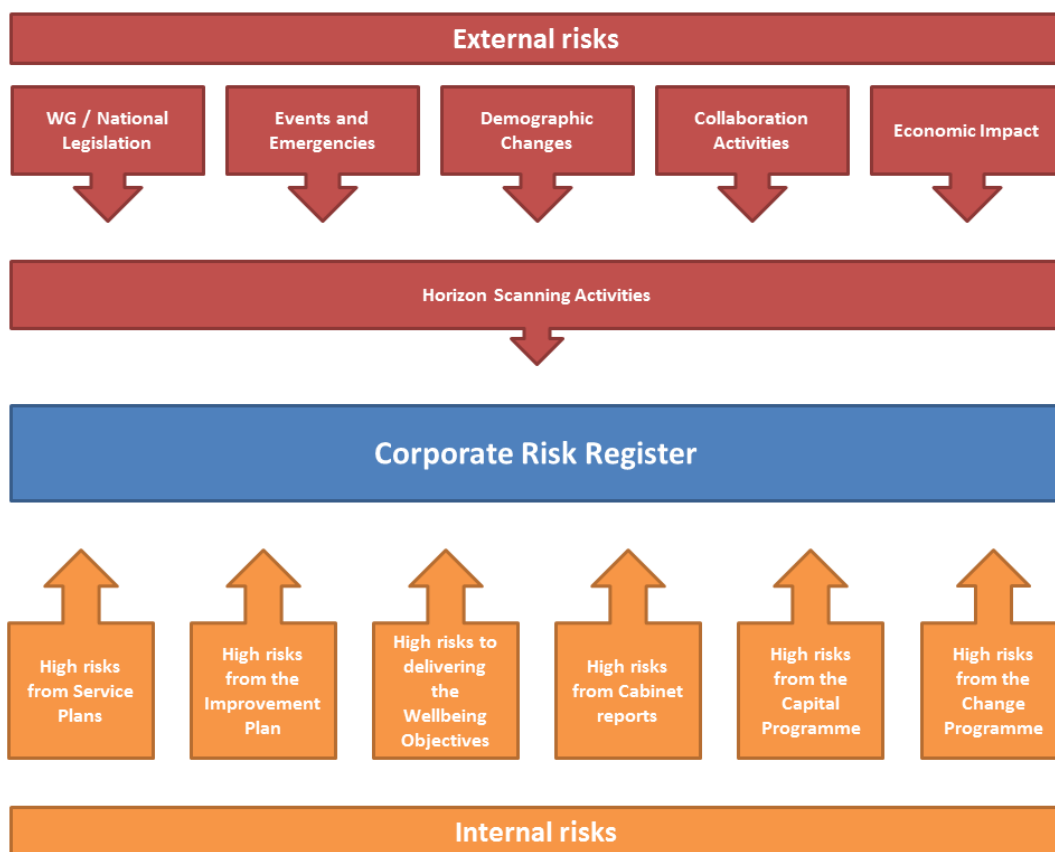 External risks
WG / National
Legislation
Events and
Emergencies
Demographic
Changes
Collaboration
Activities
Economic Impact
Horizon Scanning Activities
Corporate Risk Register
High risks
from Service
Plans
High risks
from the
Improvement
Plan
High risks to
delivering
the
Wellbeing
Objectives
High risks
from Cabinet
reports
High risks
from the
Capital
Programme
High risks
from the
Change
Programme
Internal risks